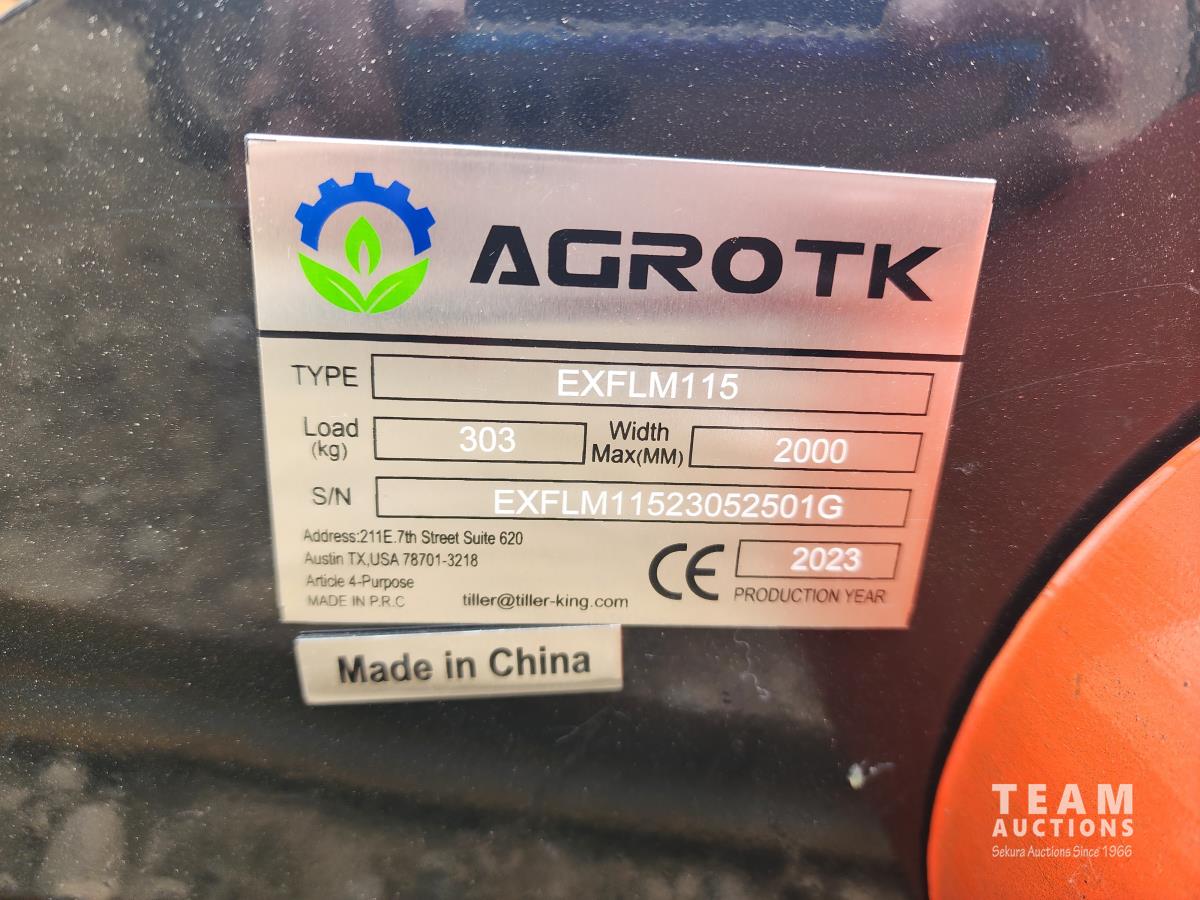 AGROTK
TYPE EXFLM115
Load (kg) 303 Width Max(MM) 2000
S/N EXFLM11523052501G
Address:211E.7th Street Suite 620
Austin TX,USA 78701-3218
Article 4-Purpose
MADE IN P.R.C tiller@tiller-king.com
CE 2023
PRODUCTION YEAR
Made in China
TEAM
AUCTIONS
Sekura Auctions Since 1966